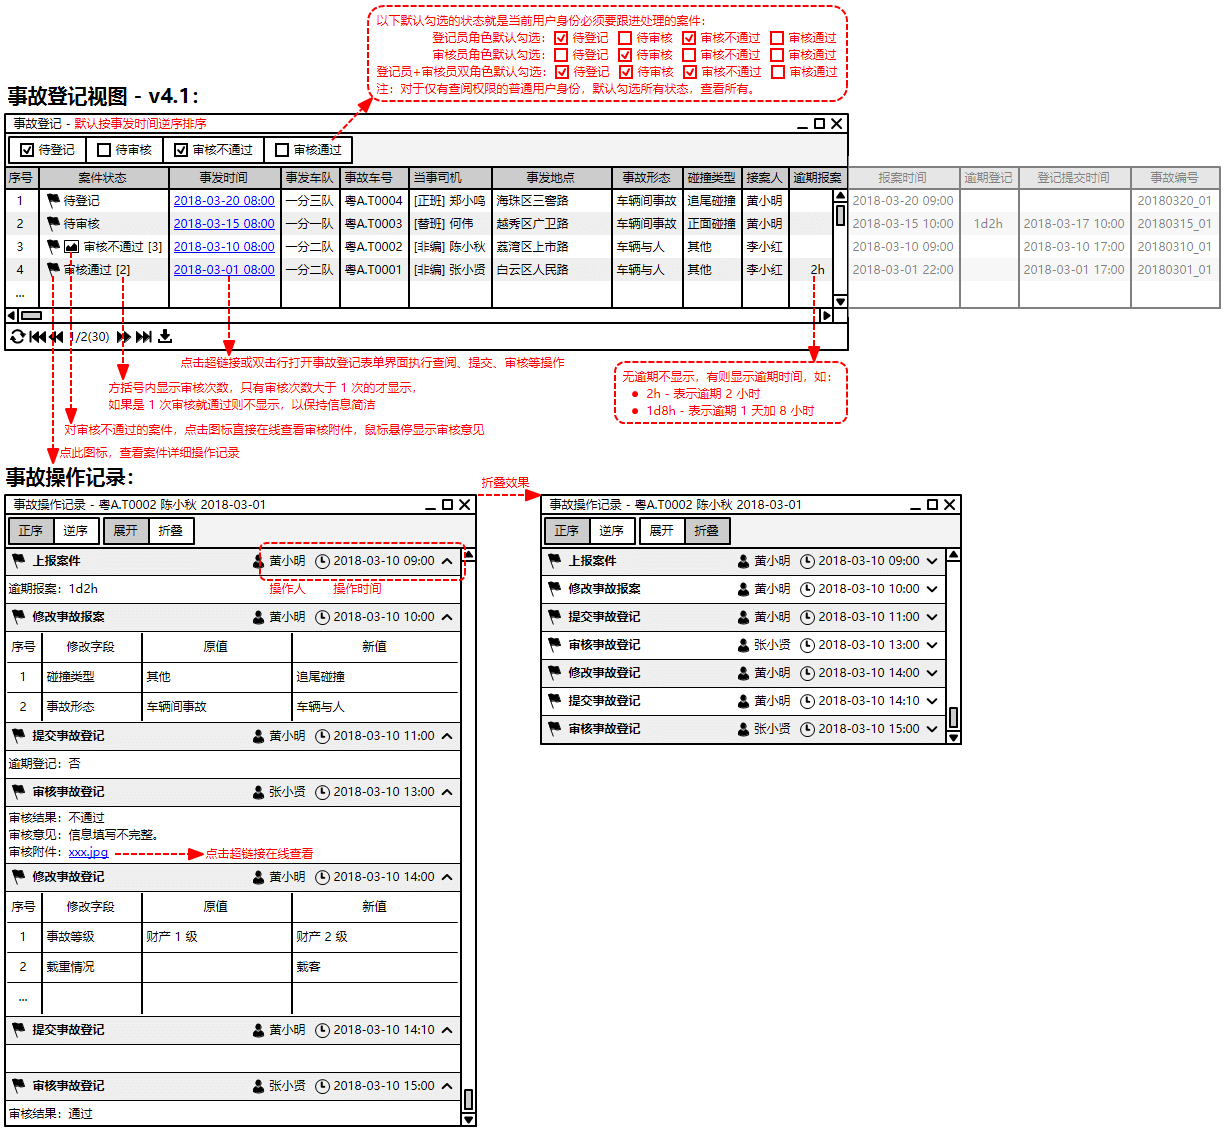 以下默认勾选的状态就是当前用户身份必须要跟进处理的案件：
登记员角色默认勾选： 待登记 待审核 审核不通过 审核通过
审核员角色默认勾选： 待登记 待审核 审核不通过 审核通过
登记员+审核员双角色默认勾选： 待登记 待审核 审核不通过 审核通过
注：对于仅有查阅权限的普通用户身份，默认勾选所有状态，查看所有。
事故登记视图 - v4.1：
事故登记 - 默认按事发时间逆序排序
待登记 待审核 审核不通过 审核通过
序号 案件状态 事发时间 事发车队 事故车号 当事司机 事发地点 事故形态 碰撞类型 接案人 逾期报案 报案时间 逾期登记 登记提交时间 事故编号
1 待登记 2018-03-20 08:00 一分三队 粤A.T0004 [正班] 郑小鸣 海珠区三窖路 车辆间事故 追尾碰撞 黄小明 2018-03-20 09:00 20180320_01
2 待审核 2018-03-15 08:00 一分三队 粤A.T0003 [替班] 何伟 越秀区广卫路 车辆间事故 正面碰撞 黄小明 2018-03-15 10:00 1d2h 2018-03-17 10:00 20180315_01
3 审核不通过 [3] 2018-03-10 08:00 一分二队 粤A.T0002 [非编] 陈小秋 荔湾区上市路 车辆与人 其他 李小红 2018-03-10 09:00 2018-03-10 17:00 20180310_01
4 审核通过 [2] 2018-03-01 08:00 一分二队 粤A.T0001 [非编] 张小贤 白云区人民路 车辆与人 其他 李小红 2h 2018-03-01 22:00 2018-03-01 17:00 20180301_01
...
1/2(30)
点击超链接或双击行打开事故登记表单界面执行查阅、提交、审核等操作
无逾期不显示，有则显示逾期时间，如：
● 2h - 表示逾期 2 小时
● 1d8h - 表示逾期 1 天加 8 小时
方括号内显示审核次数，只有审核次数大于 1 次的才显示，
如果是 1 次审核就通过则不显示，以保持信息简洁
对审核不通过的案件，点击图标直接在线查看审核附件，鼠标悬停显示审核意见
点此图标，查看案件详细操作记录
事故操作记录：
事故操作记录 - 粤A.T0002 陈小秋 2018-03-01
正序 逆序 展开 折叠
上报案件 黄小明 2018-03-10 09:00
逾期报案：1d2h 操作人 操作时间
修改事故报案 黄小明 2018-03-10 10:00
序号 修改字段 原值 新值
1 碰撞类型 其他 追尾碰撞
2 事故形态 车辆间事故 车辆与人
提交事故登记 黄小明 2018-03-10 11:00
逾期登记：否
审核事故登记 张小贤 2018-03-10 13:00
审核结果：不通过
审核意见：信息填写不完整。
审核附件：xxx.jpg 点击超链接在线查看
修改事故登记 黄小明 2018-03-10 14:00
序号 修改字段 原值 新值
1 事故等级 财产 1 级 财产 2 级
2 载重情况 载客
...
提交事故登记 黄小明 2018-03-10 14:10
审核事故登记 张小贤 2018-03-10 15:00
审核结果：通过
折叠效果
事故操作记录 - 粤A.T0002 陈小秋 2018-03-01
正序 逆序 展开 折叠
上报案件 黄小明 2018-03-10 09:00
修改事故报案 黄小明 2018-03-10 10:00
提交事故登记 黄小明 2018-03-10 11:00
审核事故登记 张小贤 2018-03-10 13:00
修改事故登记 黄小明 2018-03-10 14:00
提交事故登记 黄小明 2018-03-10 14:10
审核事故登记 张小贤 2018-03-10 15:00